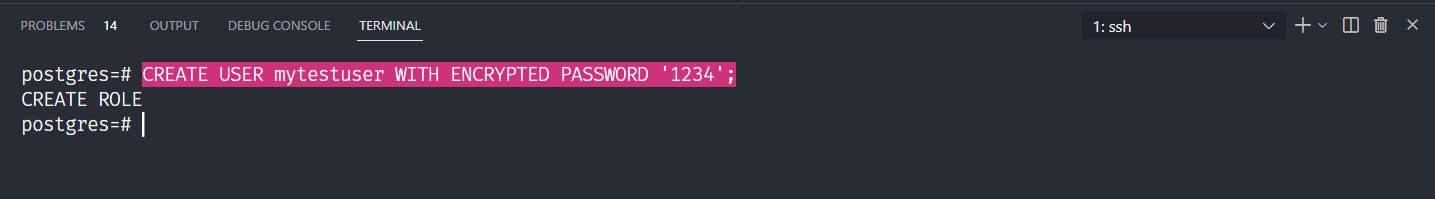 PROBLEMS 14 OUTPUT DEBUG CONSOLE TERMINAL 1: ssh
postgres=# CREATE USER mytestuser WITH ENCRYPTED PASSWORD '1234';
CREATE ROLE
postgres=#